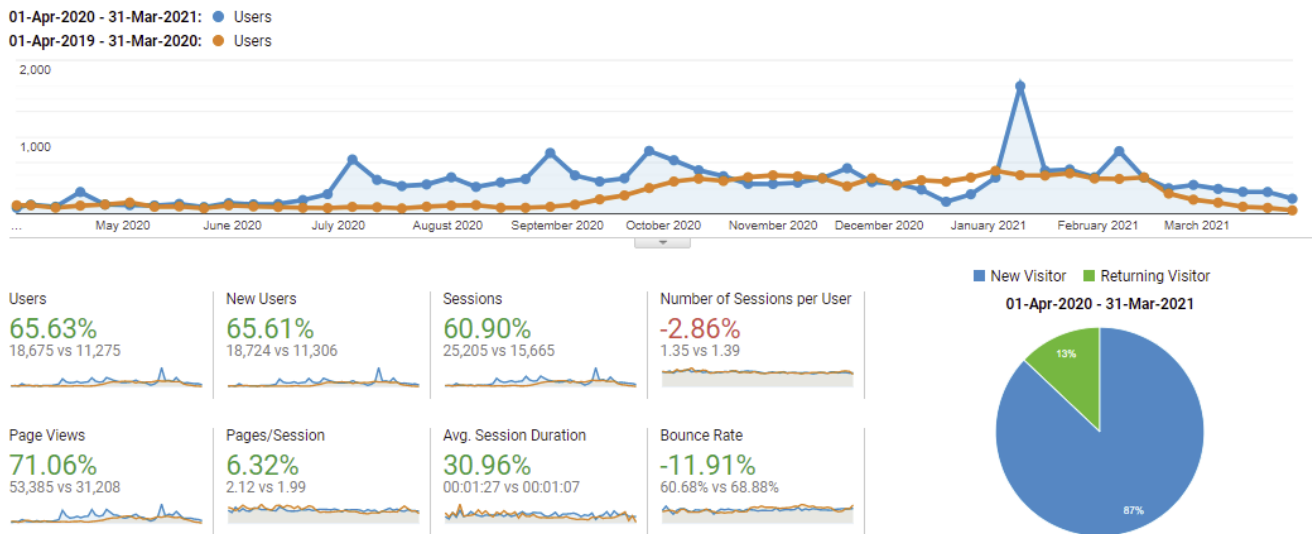 01-Apr-2020 - 31-Mar-2021: Users
01-Apr-2019 - 31-Mar-2020: Users
2,000
1,000
... May 2020 June 2020 July 2020 August 2020 September 2020 October 2020 November 2020 December 2020 January 2021 February 2021 March 2021
Users
65.63%
18,675 vs 11,275
New Users
65.61%
18,724 vs 11,306
Sessions
60.90%
25,205 vs 15,665
Number of Sessions per User
-2.86%
1.35 vs 1.39
Page Views
71.06%
53,385 vs 31,208
Pages/Session
6.32%
2.12 vs 1.99
Avg. Session Duration
30.96%
00:01:27 vs 00:01:07
Bounce Rate
-11.91%
60.68% vs 68.88%
New Visitor Returning Visitor
01-Apr-2020 - 31-Mar-2021
13%
87%